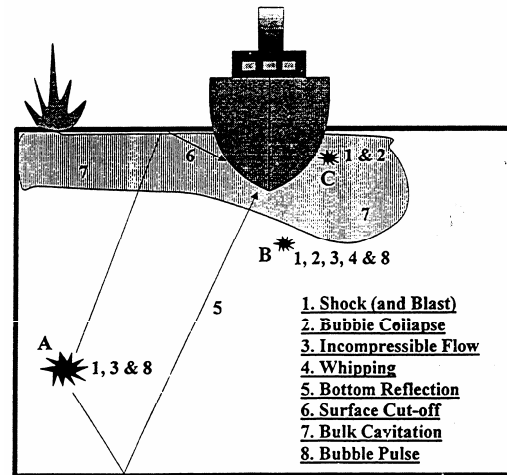 6
7
1 & 2
C
7
B
1, 2, 3, 4 & 8
5
A
1, 3 & 8
1. Shock (and Blast)
2. Bubble Collapse
3. Incompressible Flow
4. Whipping
5. Bottom Reflection
6. Surface Cut-off
7. Bulk Cavitation
8. Bubble Pulse